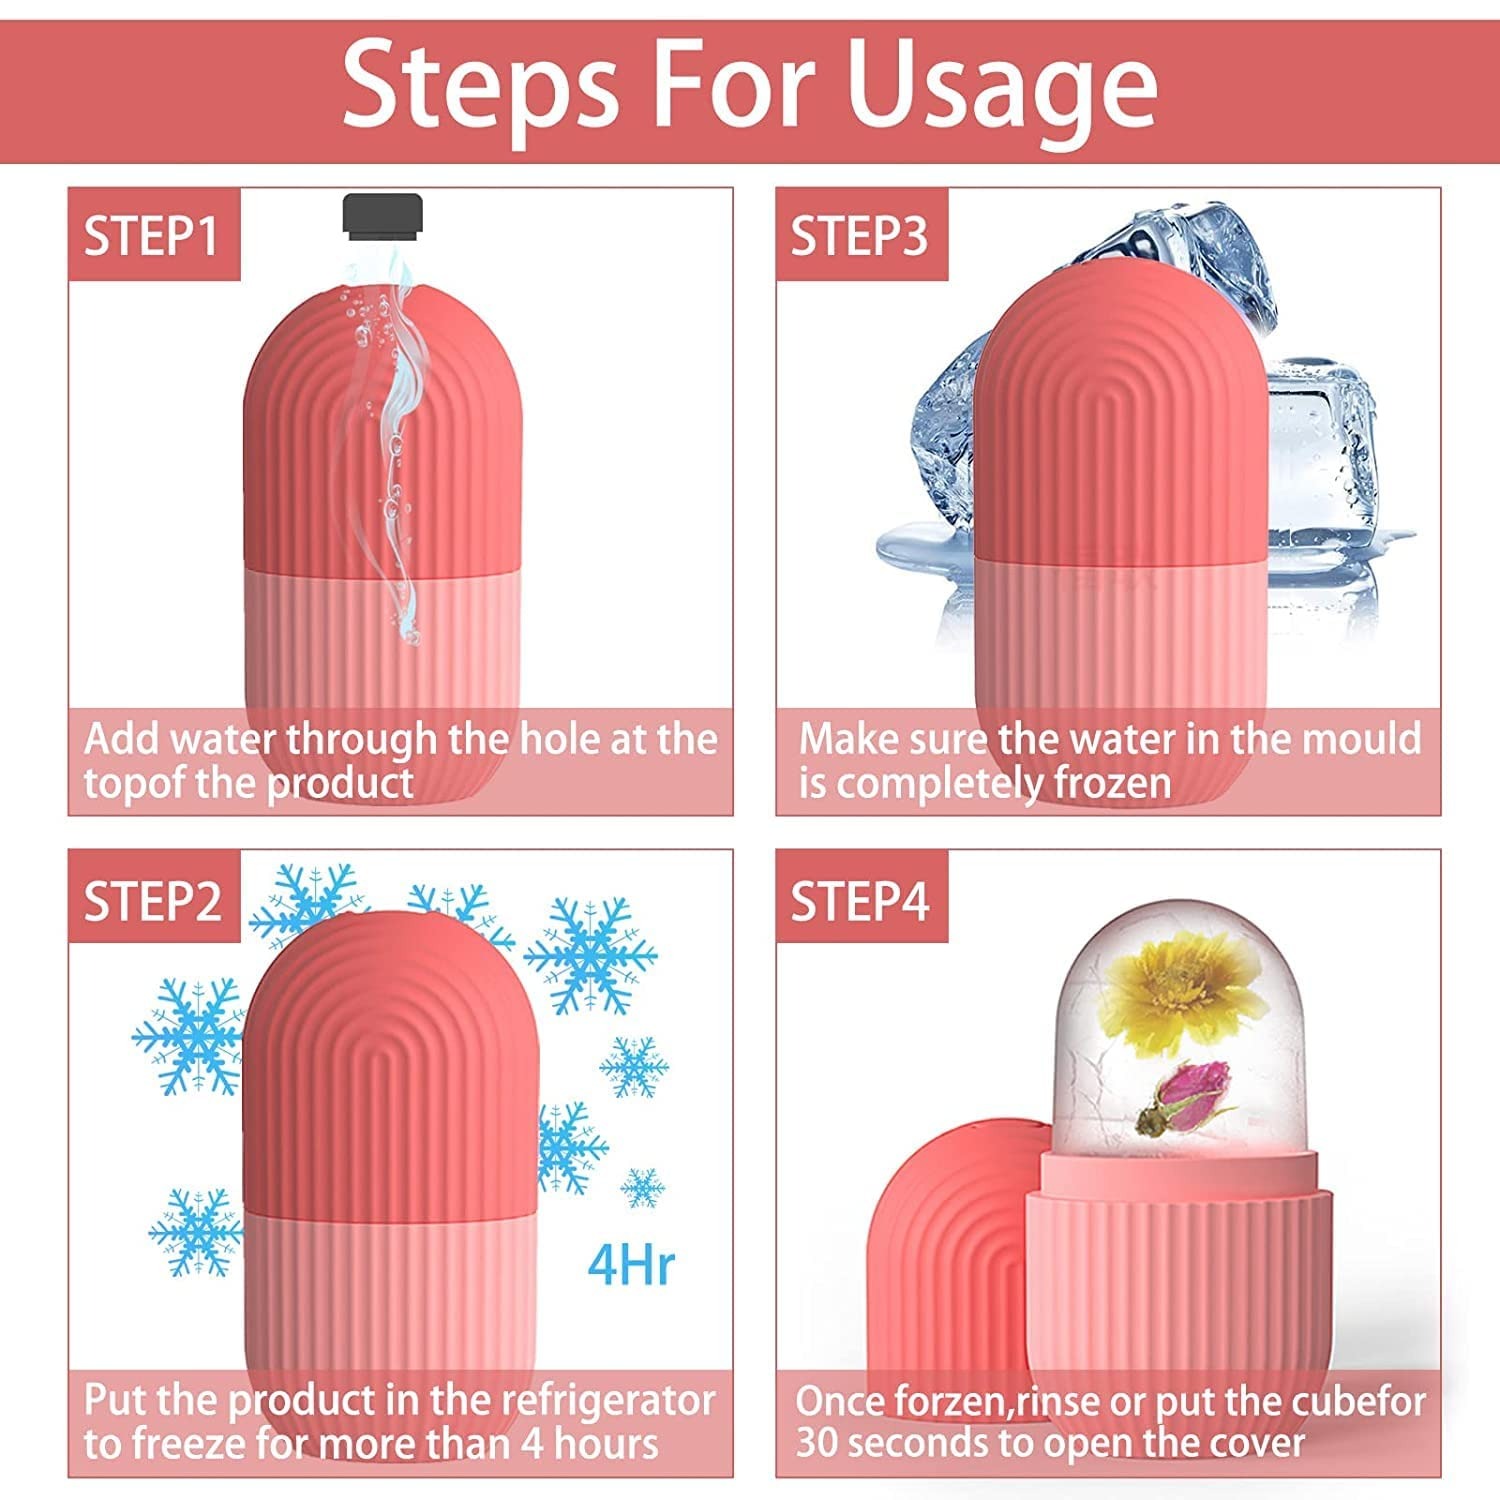 Steps For Usage
STEP1
Add water through the hole at the
topof the product
STEP2
4Hr
Put the product in the refrigerator
to freeze for more than 4 hours
STEP3
Make sure the water in the mould
is completely frozen
STEP4
Once forzen,rinse or put the cubefor
30 seconds to open the cover